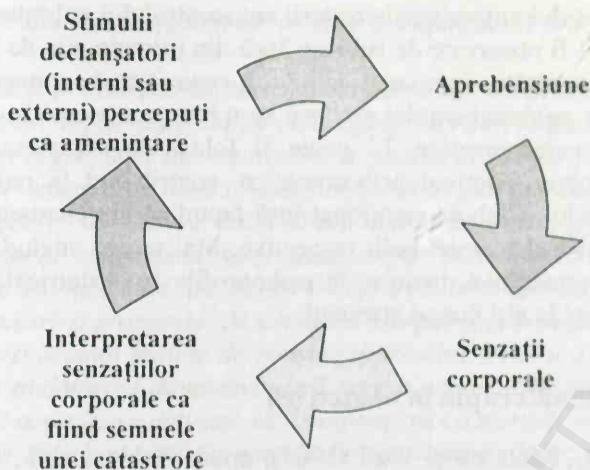 Stimulii
declanşatori
(interni sau
externi) percepuţi
ca ameninţare
Aprehensiune
Senzaţii
corporale
Interpretarea
senzaţiilor
corporale ca
fiind semnele
unei catastrofe